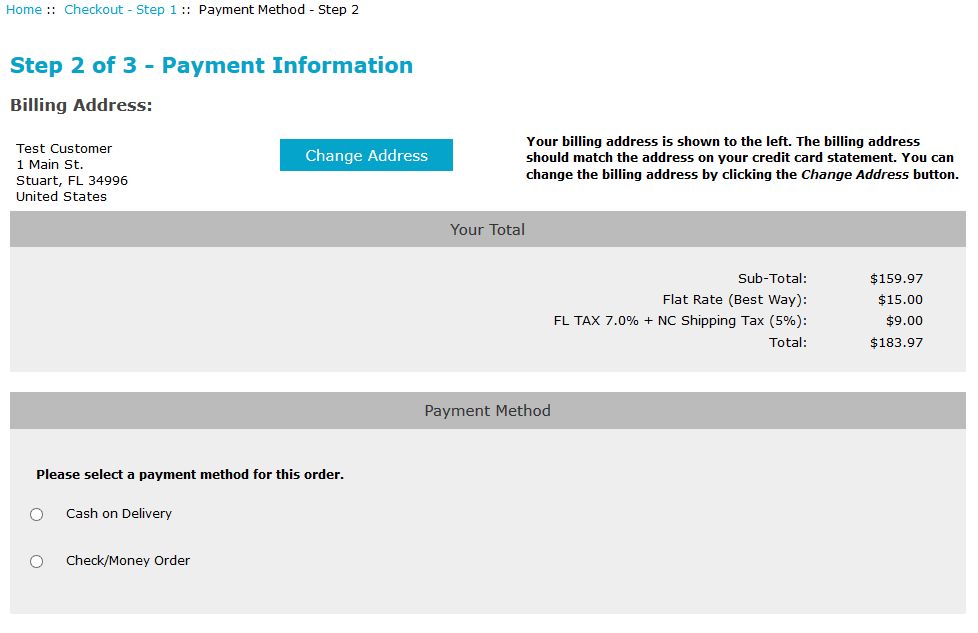 Home :: Checkout - Step 1 :: Payment Method - Step 2
Step 2 of 3 - Payment Information
Billing Address:
Test Customer
1 Main St.
Stuart, FL 34996
United States
Change Address
Your billing address is shown to the left. The billing address
should match the address on your credit card statement. You can
change the billing address by clicking the Change Address button.
Your Total
Sub-Total: $159.97
Flat Rate (Best Way): $15.00
FL TAX 7.0% + NC Shipping Tax (5%): $9.00
Total: $183.97
Payment Method
Please select a payment method for this order.
Cash on Delivery
Check/Money Order